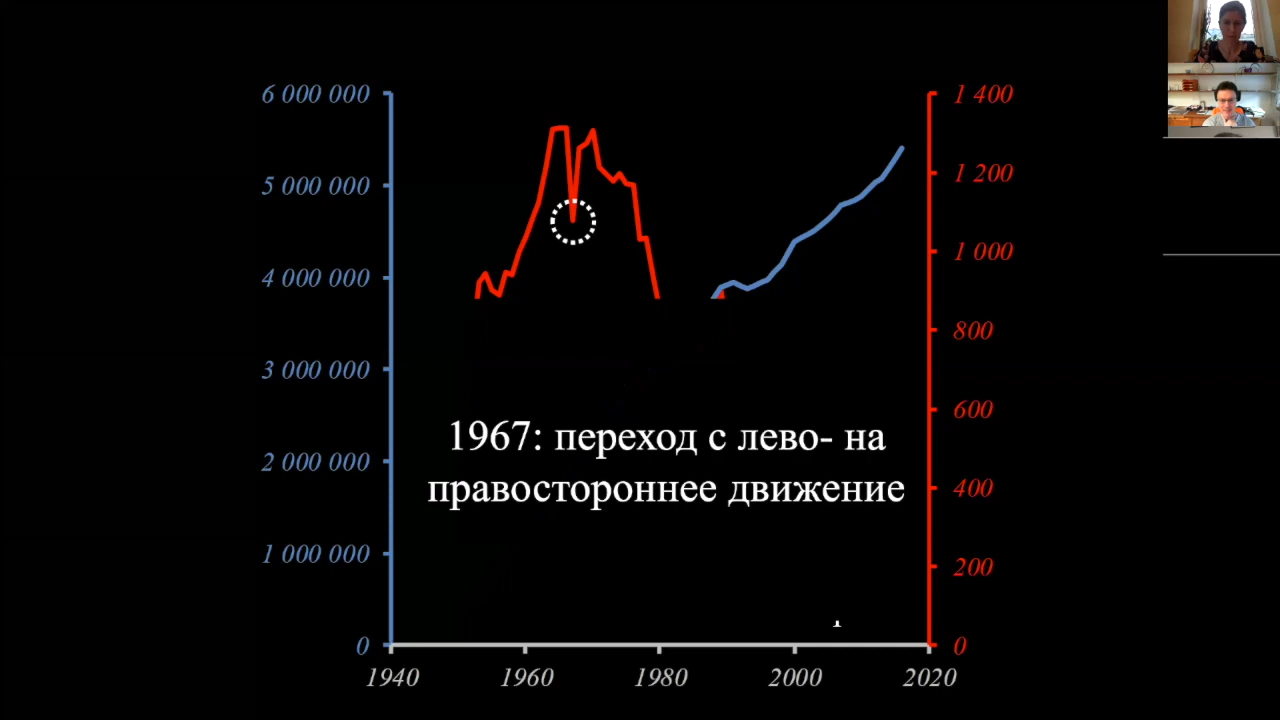 6 000 000
5 000 000
4 000 000
3 000 000
2 000 000
1 000 000
0
1 400
1 200
1 000
800
600
400
200
0
1967: переход с лево- на
правостороннее движение
1940 1960 1980 2000 2020